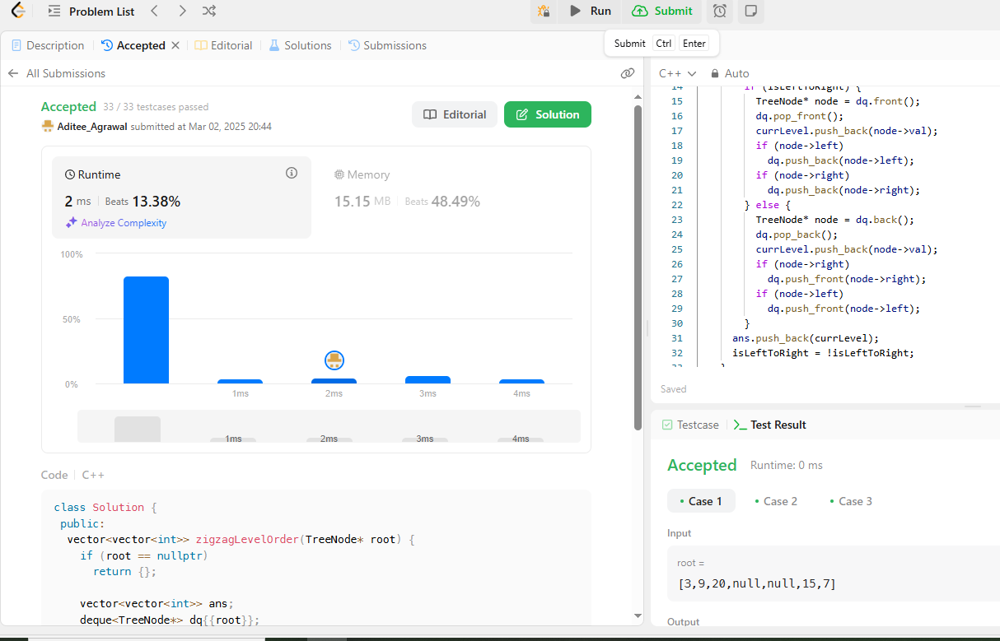 Problem List
Run
Submit
Description
Accepted
Editorial
Solutions
Submissions
Submit Ctrl Enter
All Submissions
Accepted 33 / 33 testcases passed
Aditee_Agrawal submitted at Mar 02, 2025 20:44
Editorial
Solution
Runtime
2 ms Beats 13.38%
Analyze Complexity
Memory
15.15 MB Beats 48.49%
100%
50%
0%
1ms 2ms 3ms 4ms
1ms 2ms 3ms 4ms
Code C++
class Solution {
public:
vector<vector<int>> zigzagLevelOrder(TreeNode* root) {
if (root == nullptr)
return {};
vector<vector<int>> ans;
deque<TreeNode*> dq{{root}};
C++ Auto
14 if (isLeftToRight) {
15 TreeNode* node = dq.front();
16 dq.pop_front();
17 currLevel.push_back(node->val);
18 if (node->left)
19 dq.push_back(node->left);
20 if (node->right)
21 dq.push_back(node->right);
22 } else {
23 TreeNode* node = dq.back();
24 dq.pop_back();
25 currLevel.push_back(node->val);
26 if (node->right)
27 dq.push_front(node->right);
28 if (node->left)
29 dq.push_front(node->left);
30 }
31 ans.push_back(currLevel);
32 isLeftToRight = !isLeftToRight;
33 }
Saved
Testcase
Test Result
Accepted Runtime: 0 ms
Case 1
Case 2
Case 3
Input
root =
[3,9,20,null,null,15,7]
Output